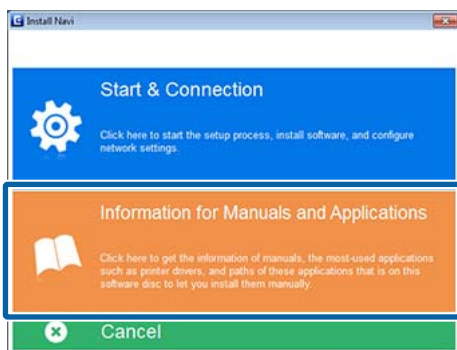 Install Navi
Start & Connection
Click here to start the setup process, install software, and configure
network settings.
Information for Manuals and Applications
Click here to get the information of manuals, the most-used applications
such as printer drivers, and paths of these applications that is on this
software disc to let you install them manually.
Cancel